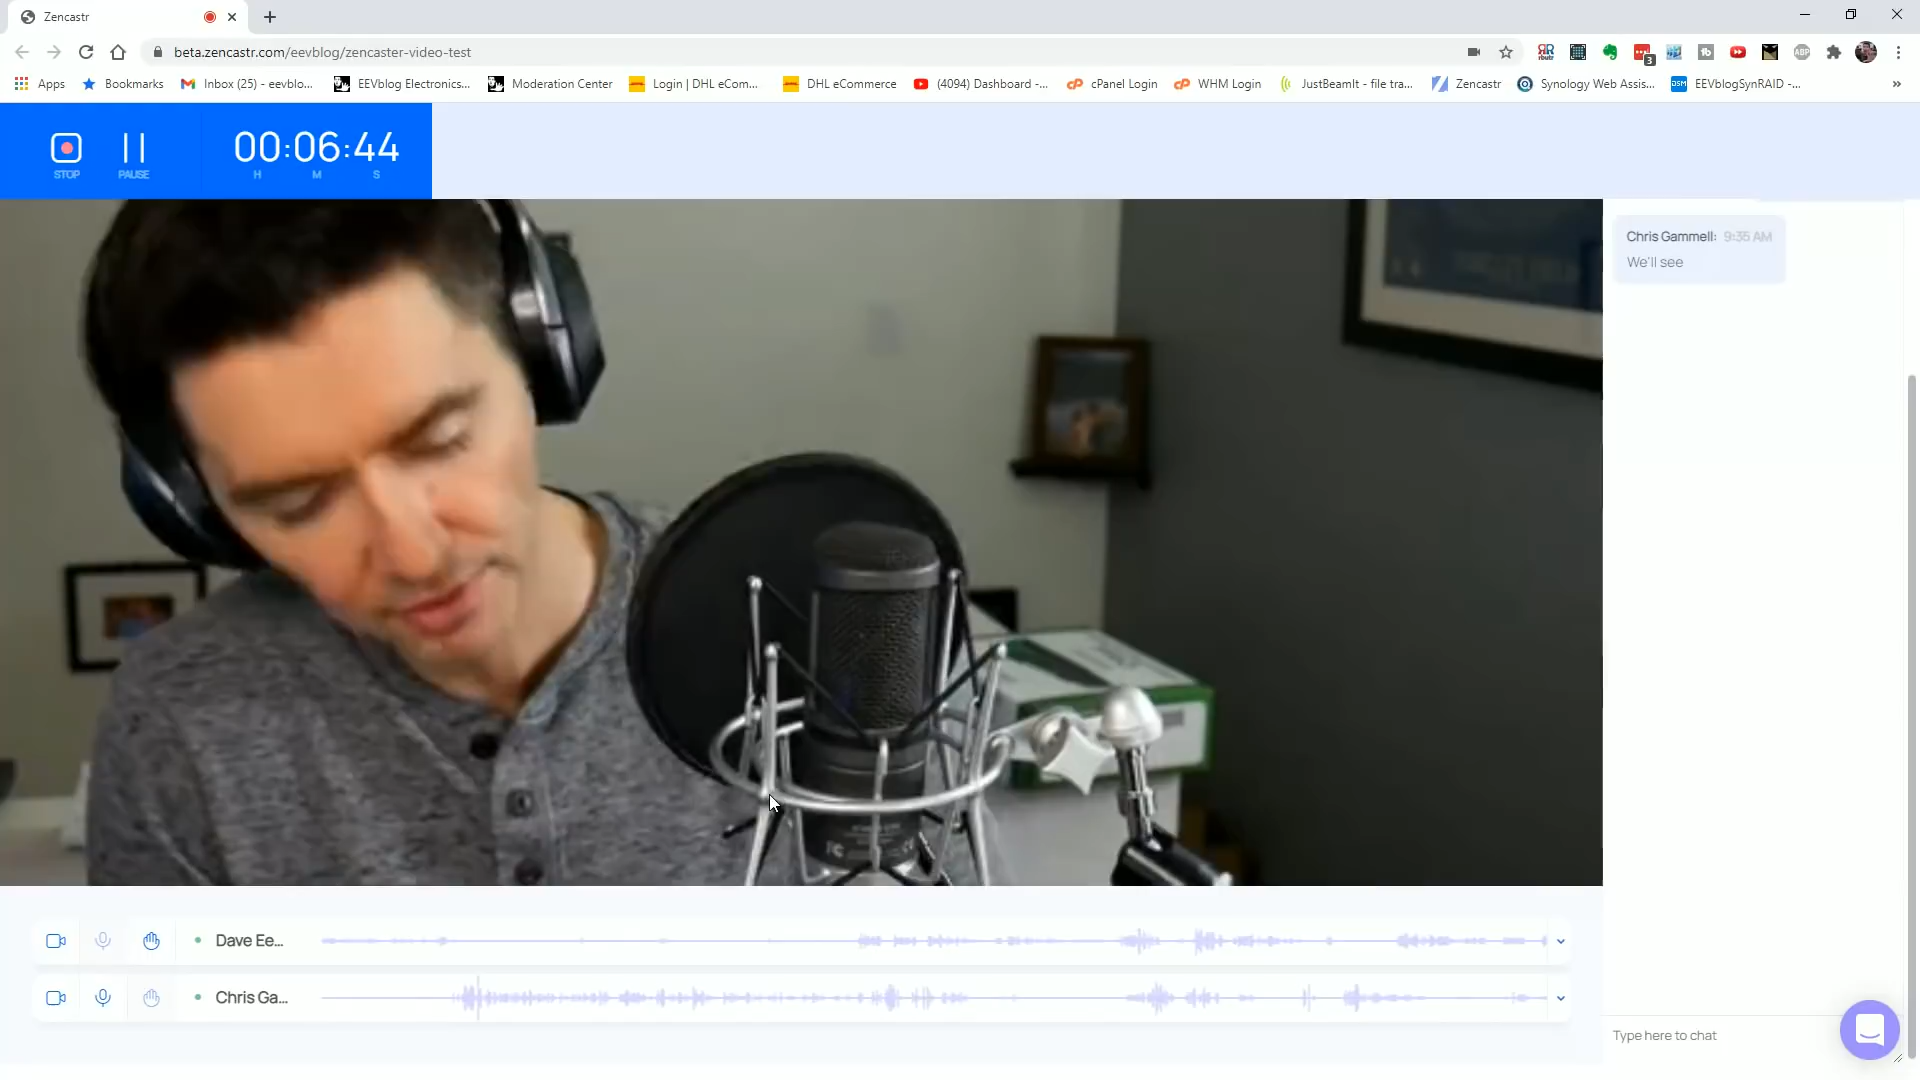 Zencastr
beta.zencastr.com/eevblog/zencaster-video-test
3
ABP
Apps
Bookmarks
Inbox (25) - eevblo...
EEVblog Electronics...
Moderation Center
Login | DHL eCom...
DHL eCommerce
(4094) Dashboard -...
cPanel Login
WHM Login
JustBeamIt - file tra...
Zencastr
Synology Web Assis...
DSM
EEVblogSynRAID -...
STOP
PAUSE
00:06:44
H M S
Chris Gammell: 9:35 AM
We'll see
Dave Ee...
Chris Ga...
Type here to chat